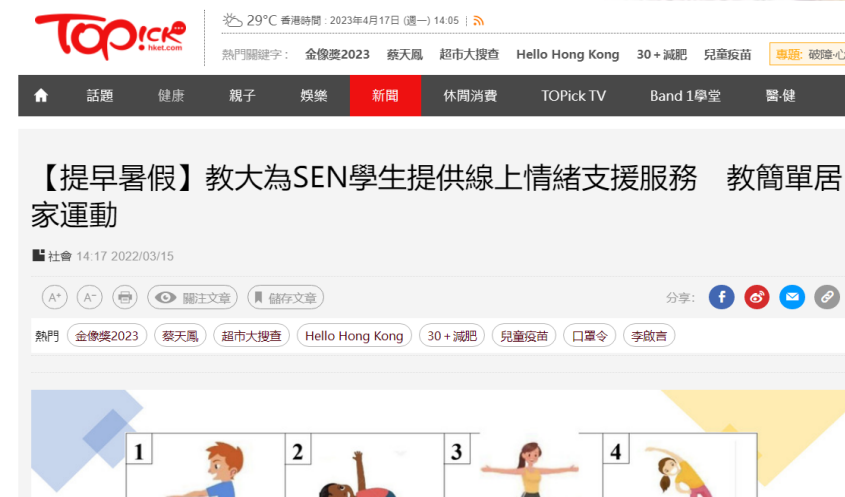 TOPick
hket.com
29°C 香港時間 : 2023年4月17日 (週一) 14:05
熱門關鍵字： 金像獎2023 蔡天鳳 超市大搜查 Hello Hong Kong 30＋減肥 兒童疫苗 專題: 破障·心
話題 健康 親子 娛樂 新聞 休閒消費 TOPick TV Band 1學堂 醫·健
【提早暑假】教大為SEN學生提供線上情緒支援服務 教簡單居
家運動
社會 14:17 2022/03/15
A+ A- 關注文章 儲存文章 分享:
熱門 金像獎2023 蔡天鳳 超市大搜查 Hello Hong Kong 30＋減肥 兒童疫苗 口罩令 李啟言
1 2 3 4